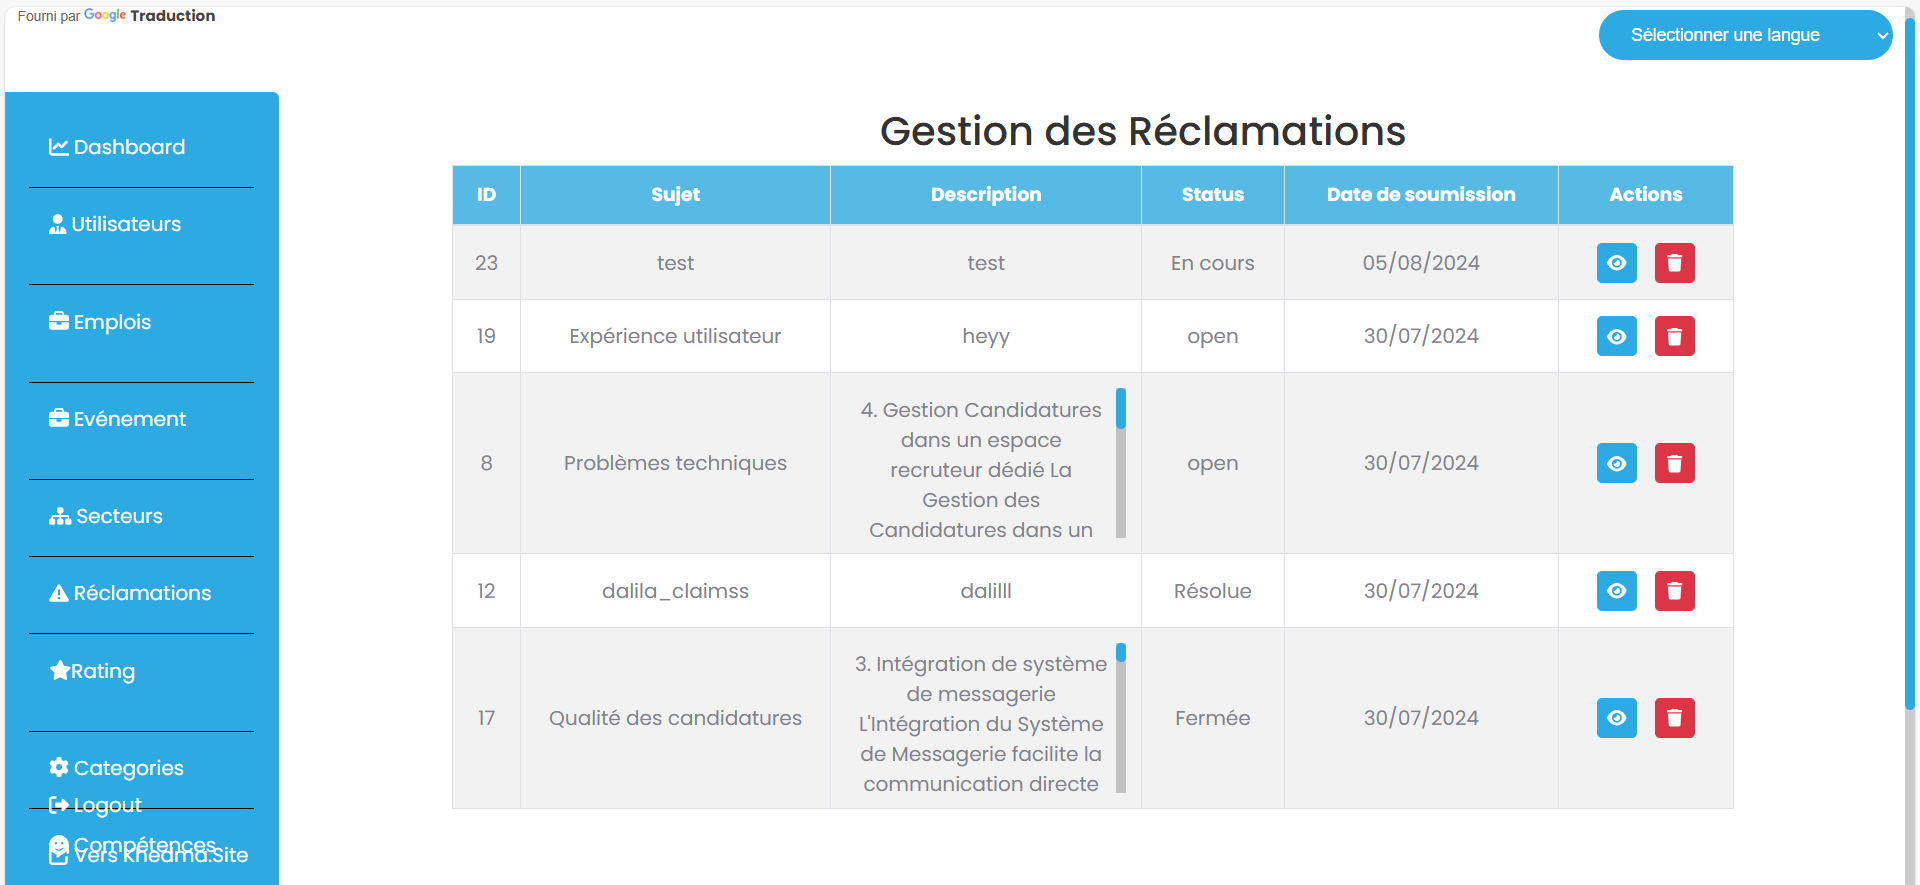 Fourni par Google Traduction
Sélectionner une langue
Dashboard
Utilisateurs
Emplois
Evénement
Secteurs
Réclamations
Rating
Categories
Logout
Compétences
Vers Khedma.Site
Gestion des Réclamations
ID Sujet Description Status Date de soumission Actions
23 test test En cours 05/08/2024
19 Expérience utilisateur heyy open 30/07/2024
8 Problèmes techniques
4. Gestion Candidatures
dans un espace
recruteur dédié La
Gestion des
Candidatures dans un
open 30/07/2024
12 dalila_claimss dalilll Résolue 30/07/2024
17 Qualité des candidatures
3. Intégration de système
de messagerie
L'Intégration du Système
de Messagerie facilite la
communication directe
Fermée 30/07/2024